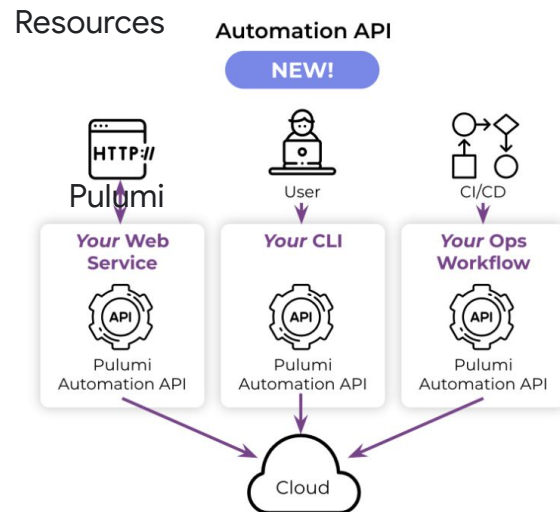 Resources
Automation API
NEW!
HTTP://
Pulumi
User
CI/CD
Your Web
Service
Your CLI
Your Ops
Workflow
API
API
API
Pulumi
Automation API
Pulumi
Automation API
Pulumi
Automation API
Cloud